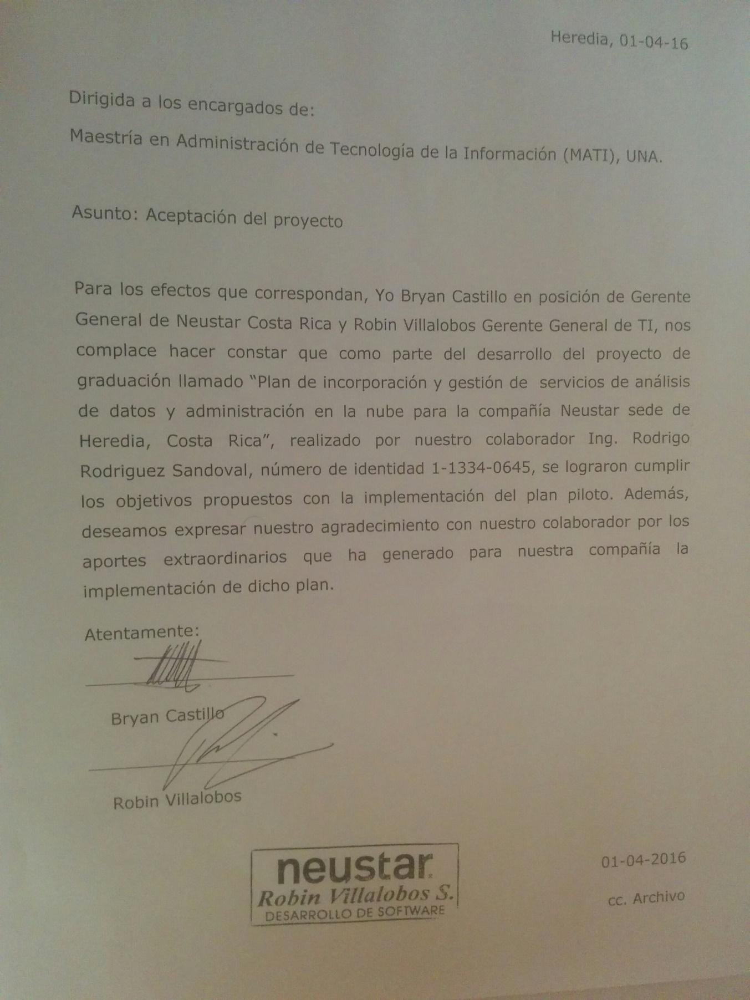 Heredia, 01-04-16
Dirigida a los encargados de:
Maestría en Administración de Tecnología de la Información (MATI), UNA.
Asunto: Aceptación del proyecto
Para los efectos que correspondan, Yo Bryan Castillo en posición de Gerente
General de Neustar Costa Rica y Robin Villalobos Gerente General de TI, nos
complace hacer constar que como parte del desarrollo del proyecto de
graduación llamado “Plan de incorporación y gestión de servicios de análisis
de datos y administración en la nube para la compañía Neustar sede de
Heredia, Costa Rica”, realizado por nuestro colaborador Ing. Rodrigo
Rodriguez Sandoval, número de identidad 1-1334-0645, se lograron cumplir
los objetivos propuestos con la implementación del plan piloto. Además,
deseamos expresar nuestro agradecimiento con nuestro colaborador por los
aportes extraordinarios que ha generado para nuestra compañía la
implementación de dicho plan.
Atentamente:
Bryan Castillo
Robin Villalobos
neustar
Robin Villalobos S.
DESARROLLO DE SOFTWARE
01-04-2016
cc. Archivo